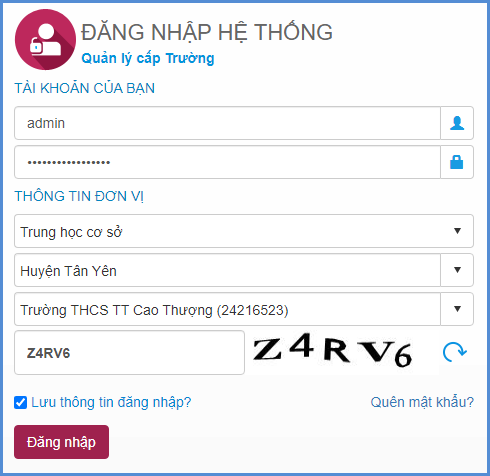 ĐĂNG NHẬP HỆ THỐNG
Quản lý cấp Trường
TÀI KHOẢN CỦA BẠN
admin
•••••••••••••••••
THÔNG TIN ĐƠN VỊ
Trung học cơ sở
Huyện Tân Yên
Trường THCS TT Cao Thượng (24216523)
Z4RV6 Z4RV6
Lưu thông tin đăng nhập? Quên mật khẩu?
Đăng nhập